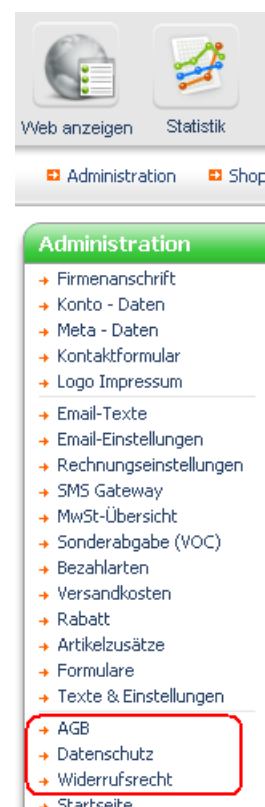 Web anzeigen Statistik
Administration Shop
Administration
Firmenanschrift
Konto - Daten
Meta - Daten
Kontaktformular
Logo Impressum
Email-Texte
Email-Einstellungen
Rechnungseinstellungen
SMS Gateway
MwSt-Übersicht
Sonderabgabe (VOC)
Bezahlarten
Versandkosten
Rabatt
Artikelzusätze
Formulare
Texte & Einstellungen
AGB
Datenschutz
Widerrufsrecht
Startseite